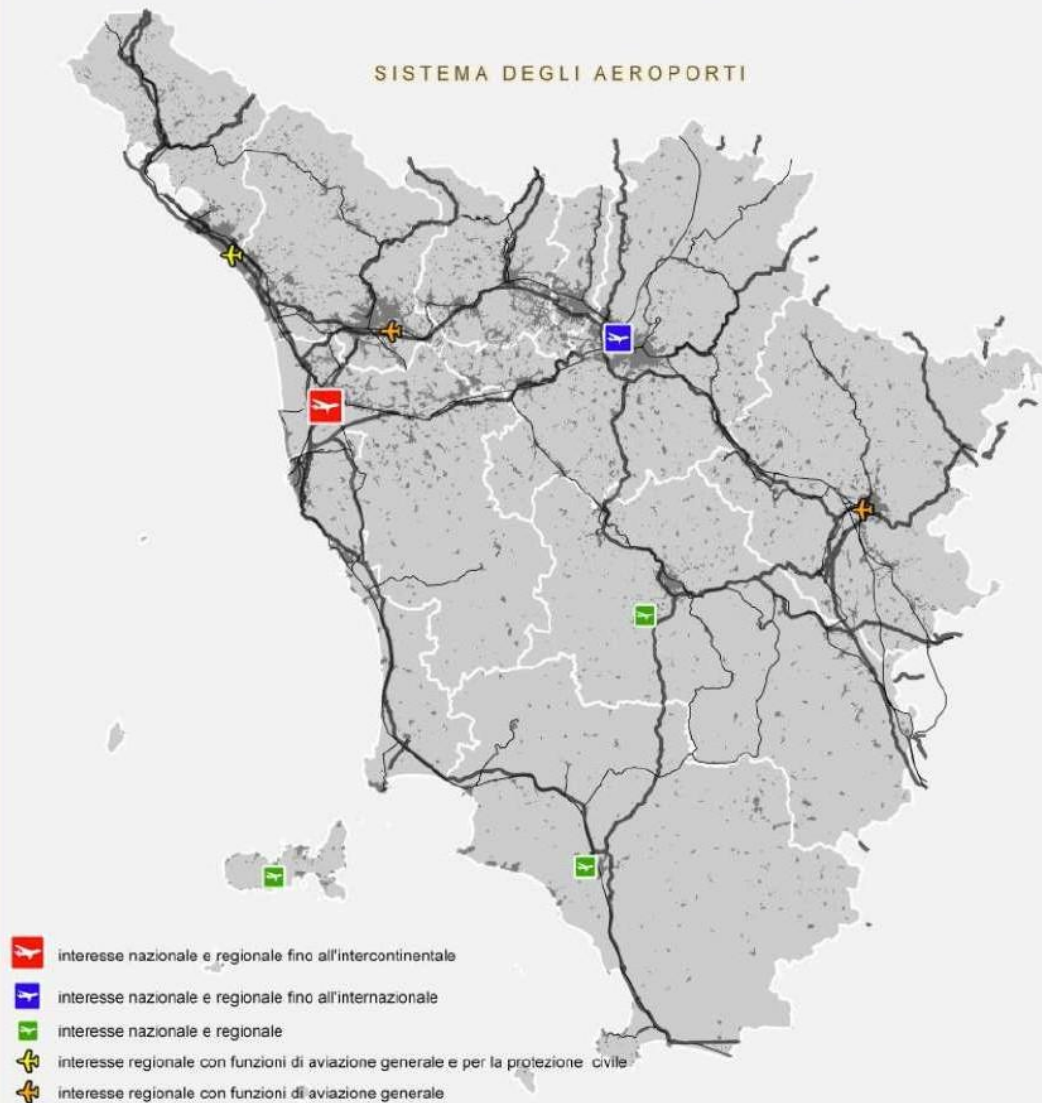 SISTEMA DEGLI AEROPORTI
interesse nazionale e regionale fino all'intercontinentale
interesse nazionale e regionale fino all'internazionale
interesse nazionale e regionale
interesse regionale con funzioni di aviazione generale e per la protezione civile
interesse regionale con funzioni di aviazione generale